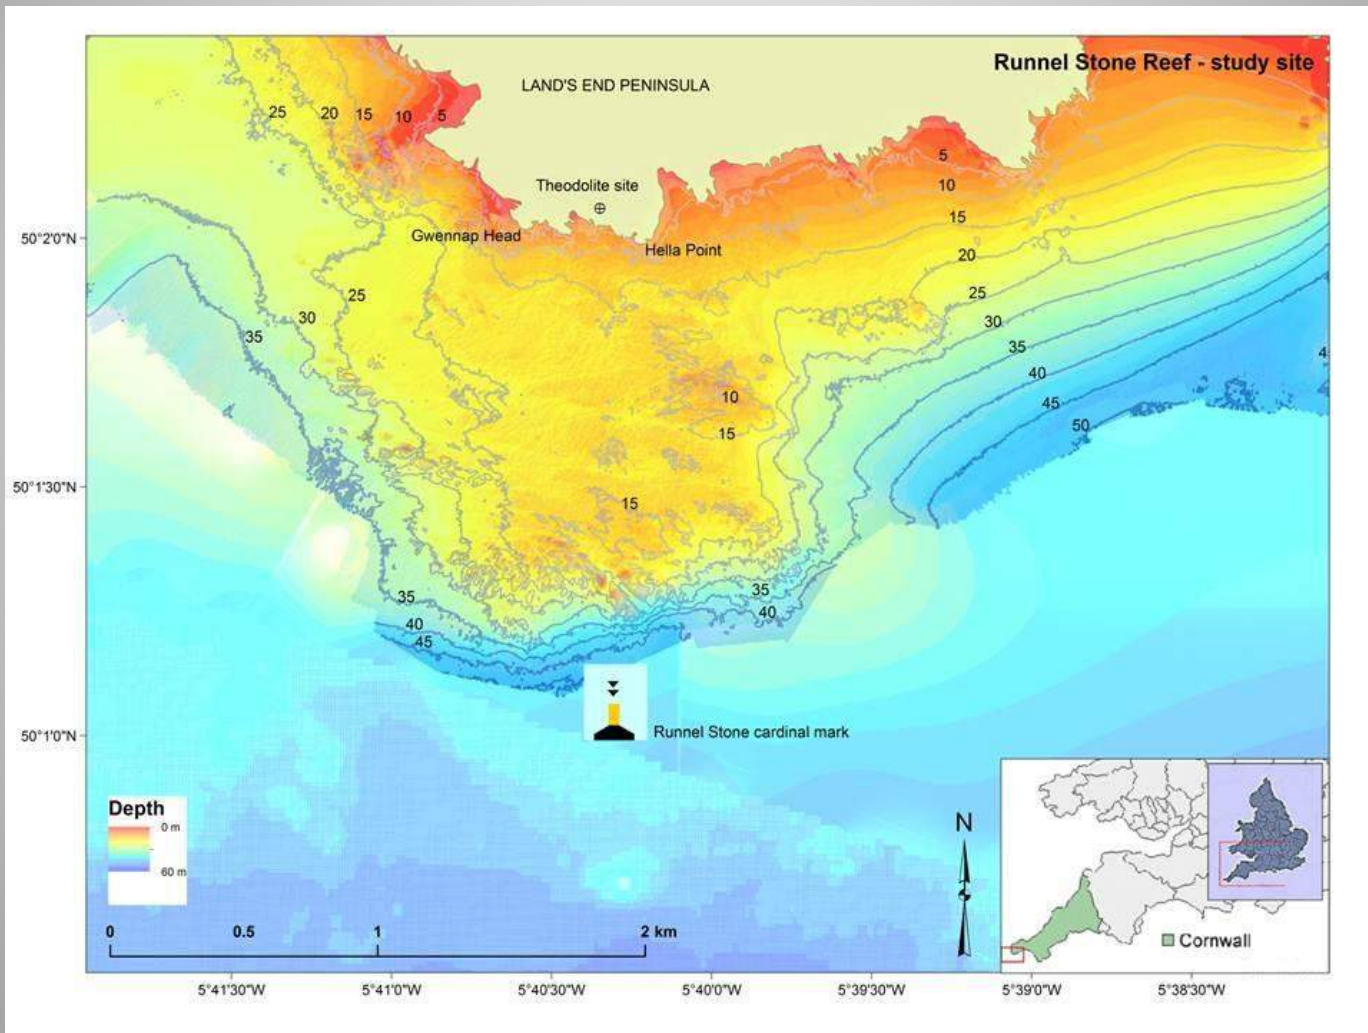 Runnel Stone Reef - study site
LAND'S END PENINSULA
25
20
15
10
5
5
10
15
20
25
30
35
40
45
50
4
Theodolite site
Gwennap Head
Hella Point
25
30
35
10
15
15
35
40
45
35
40
Runnel Stone cardinal mark
50°2'0"N
50°1'30"N
50°1'0"N
Depth
0 m
60 m
0
0.5
1
2 km
N
Cornwall
5°41'30"W
5°41'0"W
5°40'30"W
5°40'0"W
5°39'30"W
5°39'0"W
5°38'30"W